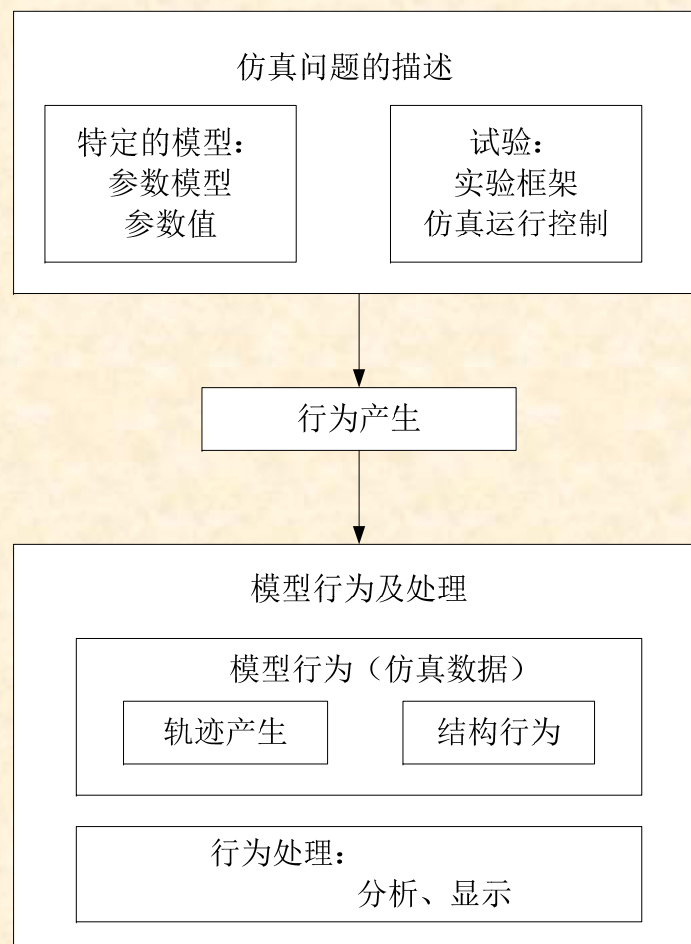 仿真问题的描述
特定的模型：
参数模型
参数值
试验：
实验框架
仿真运行控制
行为产生
模型行为及处理
模型行为（仿真数据）
轨迹产生
结构行为
行为处理：
分析、显示